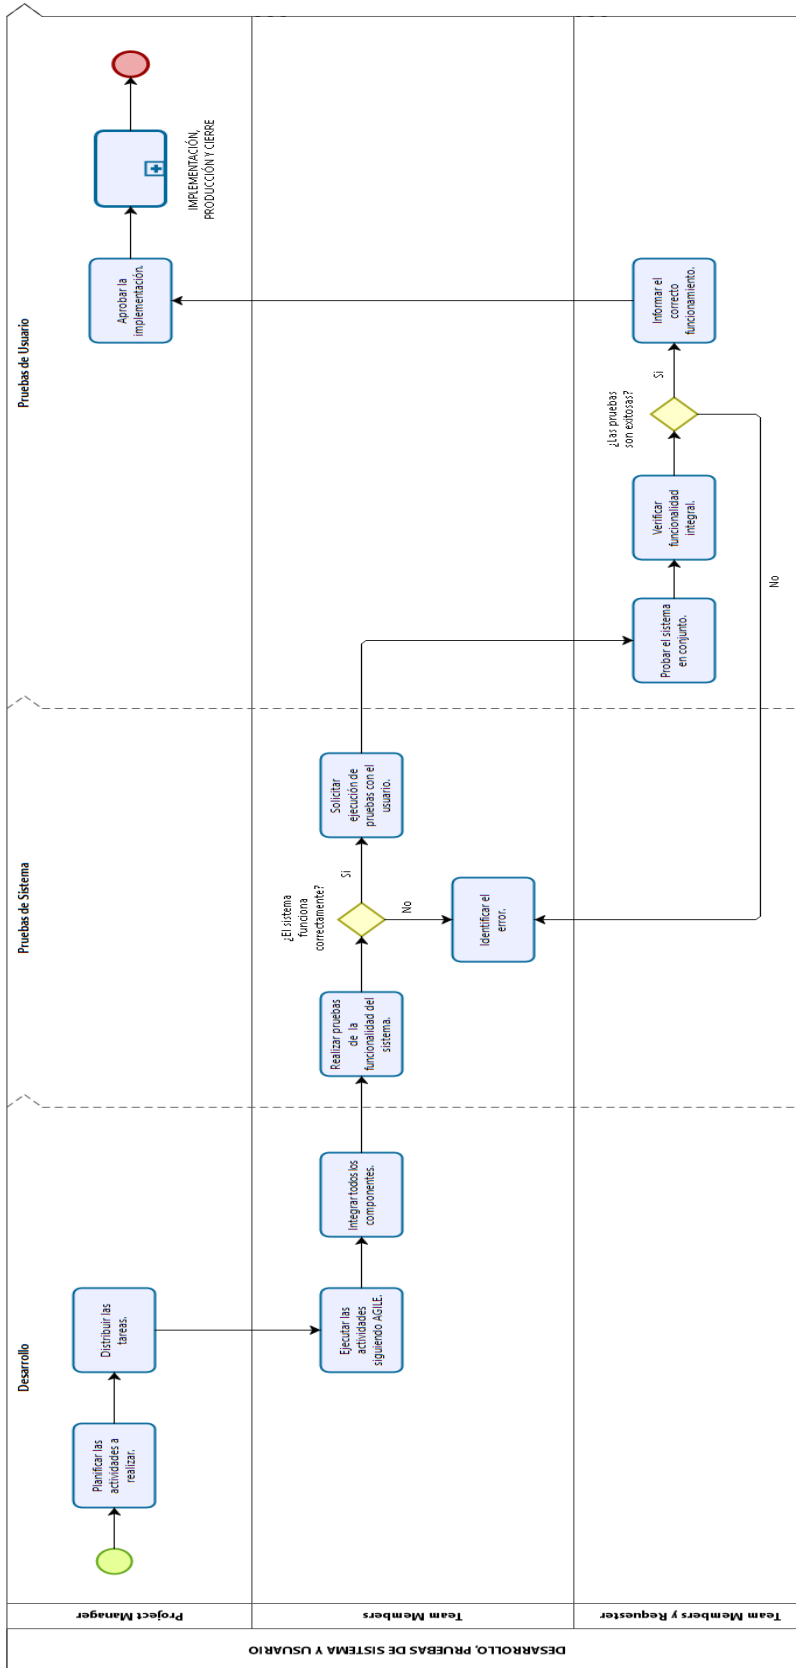 DESARROLLO, PRUEBAS DE SISTEMA Y USUARIO
Project Manager
Team Members
Team Members y Requester
Desarrollo
Pruebas de Sistema
Pruebas de Usuario
Planificar las
actividades a
realizar.
Distribuir las
tareas.
Ejecutar las
actividades
siguiendo AGILE.
Integrar todos los
componentes.
Realizar pruebas
de la
funcionalidad del
sistema.
¿El sistema
funciona
correctamente?
Si
No
Solicitar
ejecución de
pruebas con el
usuario.
Identificar el
error.
Probar el sistema
en conjunto.
Verificar
funcionalidad
integral.
¿Las pruebas
son exitosas?
Si
No
Informar el
correcto
funcionamiento.
Aprobar la
implementación.
IMPLEMENTACIÓN,
PRODUCCIÓN Y CIERRE